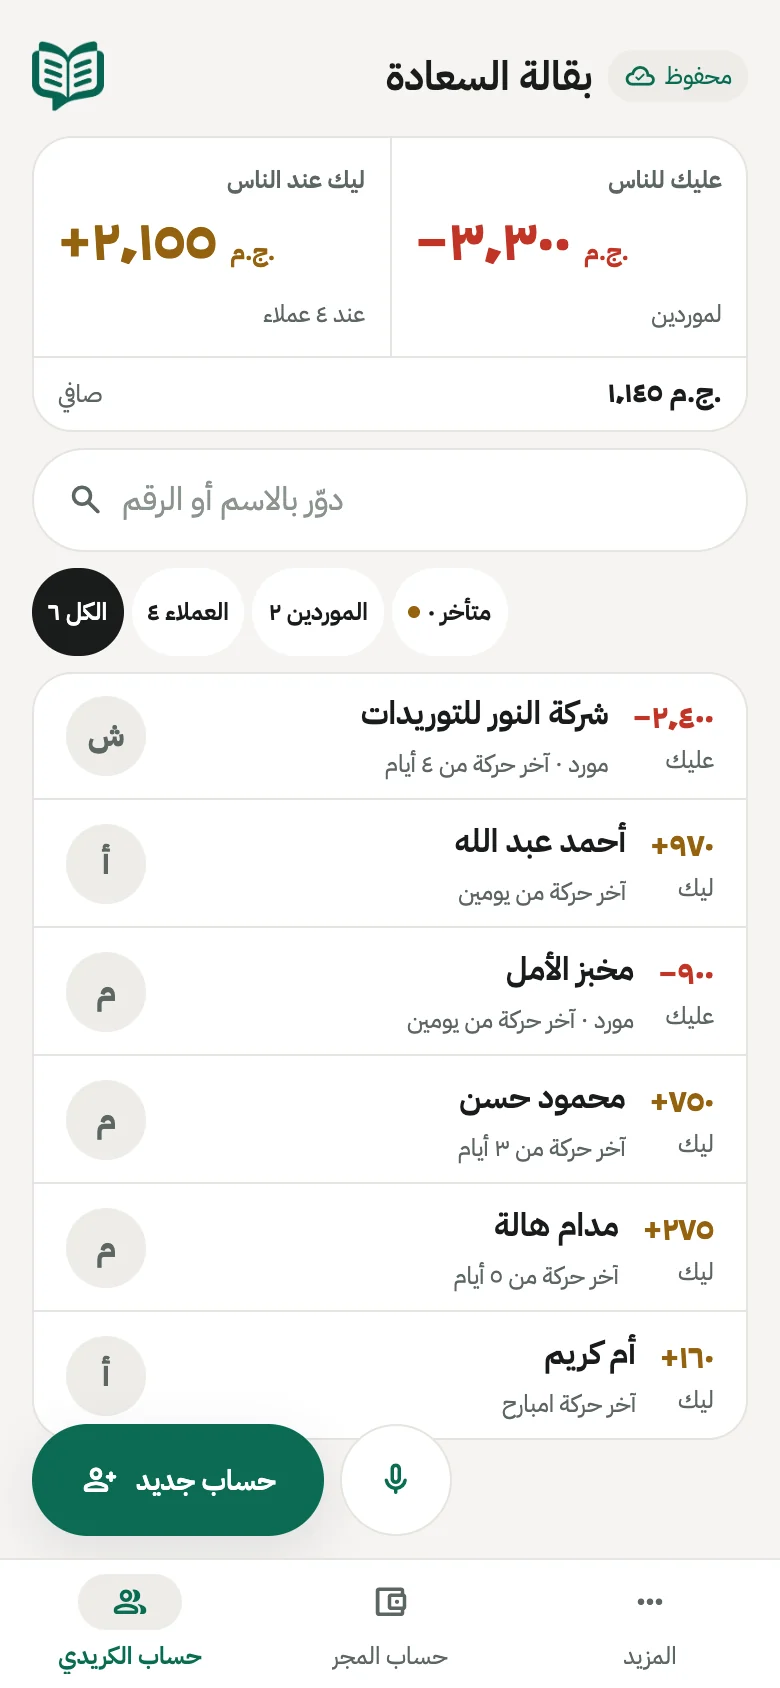 بقالة السعادة
محفوظ
ليك عند الناس
+٢,١٥٥ ج.م.
عند ٤ عملاء
عليك للناس
−٣,٣٠٠ ج.م.
لموردين
صافي
١,١٤٥ ج.م.
دوّر بالاسم أو الرقم
الكل ٦
العملاء ٤
الموردين ٢
متأخر ٠
ش
شركة النور للتوريدات
مورد · آخر حركة من ٤ أيام
−٢,٤٠٠
عليك
أ
أحمد عبد الله
آخر حركة من يومين
+٩٧٠
ليك
م
مخبز الأمل
مورد · آخر حركة من يومين
−٩٠٠
عليك
م
محمود حسن
آخر حركة من ٣ أيام
+٧٥٠
ليك
م
مدام هالة
آخر حركة من ٥ أيام
+٢٧٥
ليك
أ
أم كريم
آخر حركة امبارح
+١٦٠
ليك
حساب جديد
حساب الكريدي
حساب المجر
المزيد